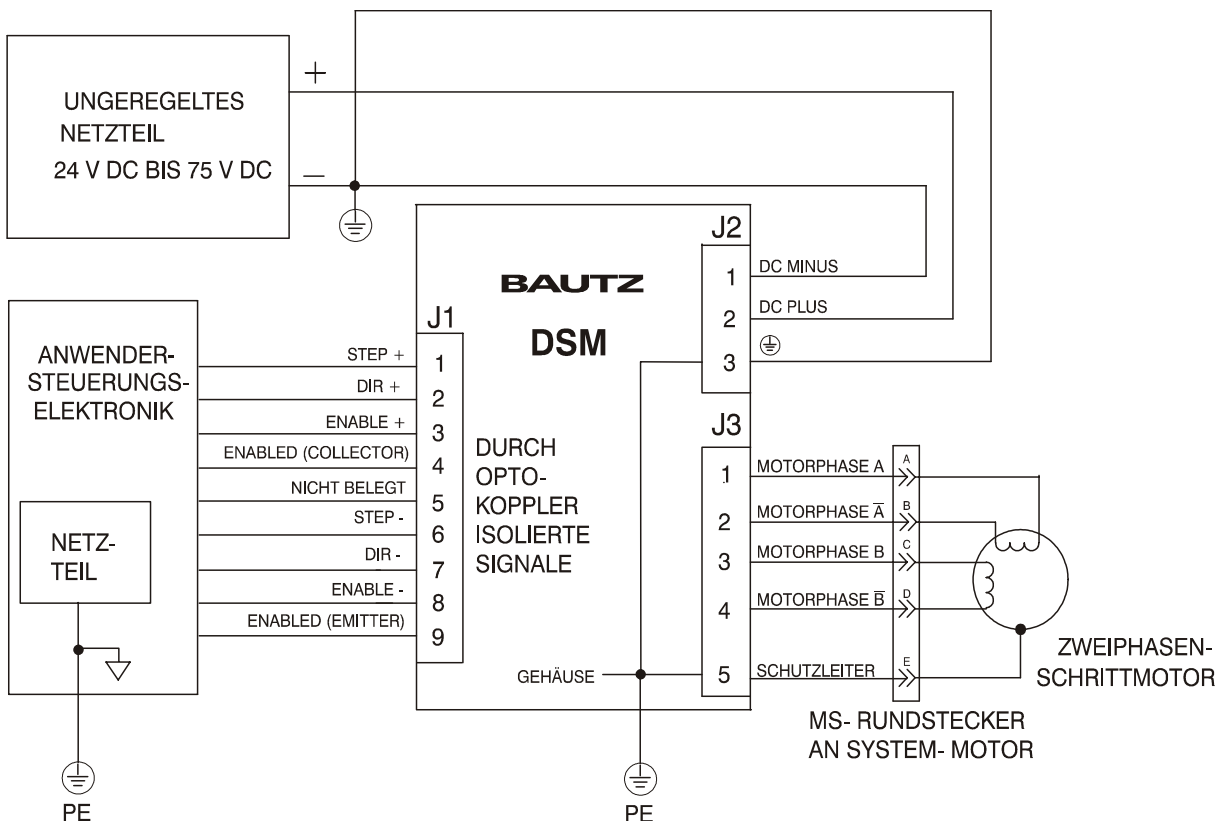 UNGEREGELTES
NETZTEIL
24 V DC BIS 75 V DC
+
–
BAUTZ
DSM
J2
1 DC MINUS
2 DC PLUS
3
ANWENDER-
STEUERUNGS-
ELEKTRONIK
NETZ-
TEIL
PE
J1
STEP + 1
DIR + 2
ENABLE + 3
ENABLED (COLLECTOR) 4
NICHT BELEGT 5
STEP - 6
DIR - 7
ENABLE - 8
ENABLED (EMITTER) 9
DURCH
OPTO-
KOPPLER
ISOLIERTE
SIGNALE
GEHÄUSE
PE
J3
1 MOTORPHASE A A
2 MOTORPHASE A̅ B
3 MOTORPHASE B C
4 MOTORPHASE B̅ D
5 SCHUTZLEITER E
ZWEIPHASEN-
SCHRITTMOTOR
MS- RUNDSTECKER
AN SYSTEM- MOTOR